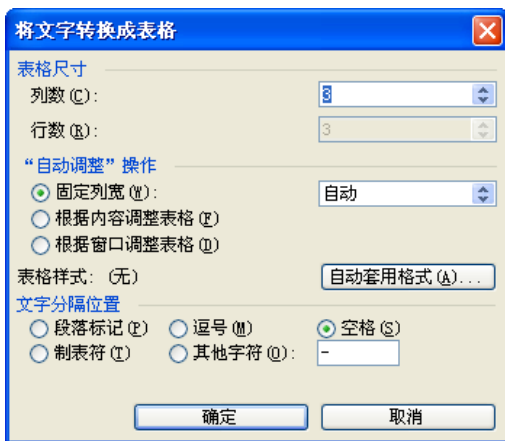 将文字转换成表格
表格尺寸
列数(C): 3
行数(R): 3
“自动调整”操作
固定列宽(W): 自动
根据内容调整表格(F)
根据窗口调整表格(D)
表格样式: (无) 自动套用格式(A)...
文字分隔位置
段落标记(P) 逗号(M) 空格(S)
制表符(T) 其他字符(O): -
确定 取消